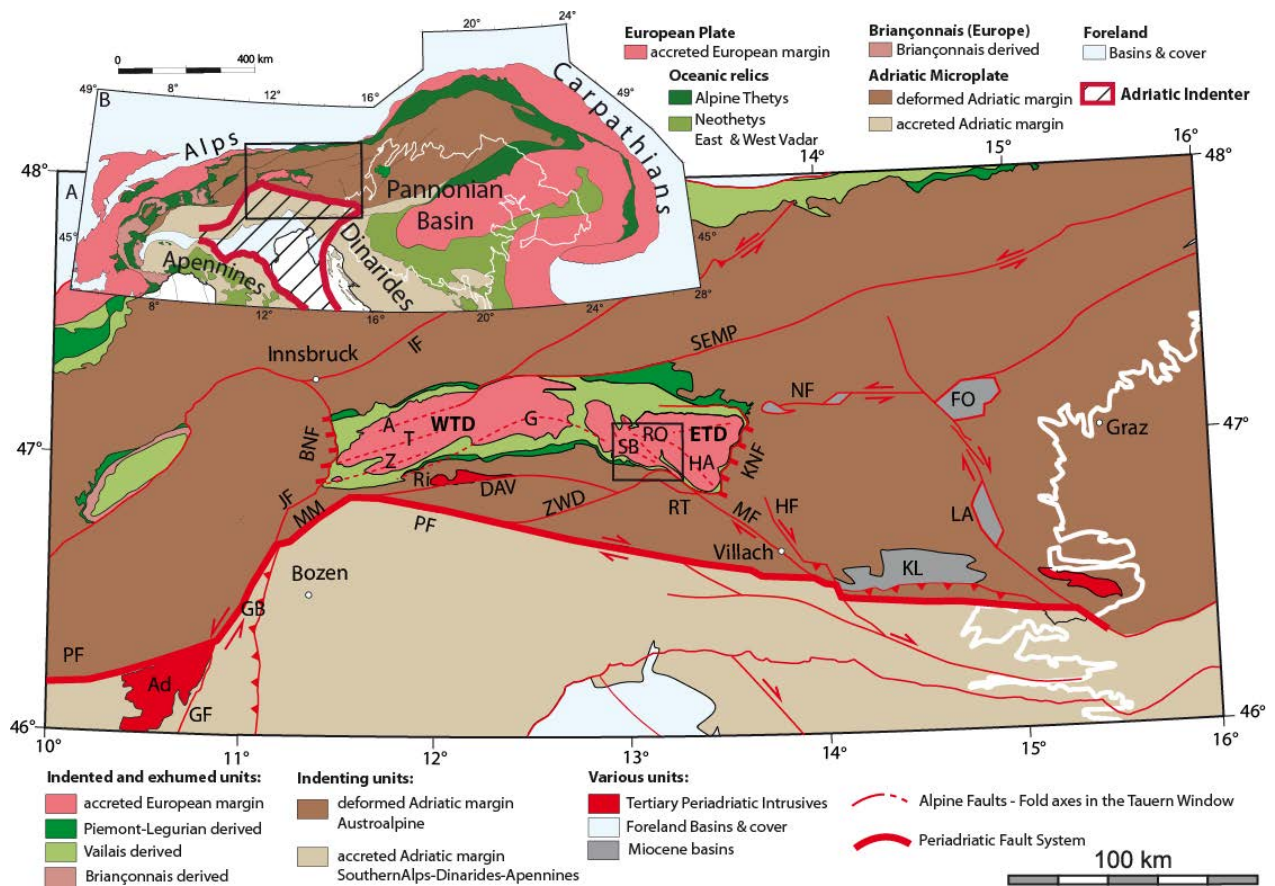 European Plate
accreted European margin
Oceanic relics
Alpine Thetys
Neothetys
East & West Vadar
Briançonnais (Europe)
Briançonnais derived
Adriatic Microplate
deformed Adriatic margin
accreted Adriatic margin
Foreland
Basins & cover
Adriatic Indenter
0 400 km
20° 24°
49° B 8° 12° 16° 49°
Alps
Carpathians
Pannonian
Basin
Dinarides
Apennines
45° 45°
8° 12° 16° 20° 24° 28°
14° 15° 16°
48° A 48°
Innsbruck IF SEMP
NF FO
47° BNF A T WTD G SB RO ETD HA KNF Graz 47°
Z
Ri DAV ZWD RT MF HF LA
JF MM PF Villach KL
Bozen
GB
PF
Ad
GF
46° 46°
10° 11° 12° 13° 14° 15° 16°
Indented and exhumed units:
accreted European margin
Piemont-Legurian derived
Vailais derived
Briançonnais derived
Indenting units:
deformed Adriatic margin
Austroalpine
accreted Adriatic margin
SouthernAlps-Dinarides-Apennines
Various units:
Tertiary Periadriatic Intrusives
Foreland Basins & cover
Miocene basins
Alpine Faults - Fold axes in the Tauern Window
Periadriatic Fault System
100 km